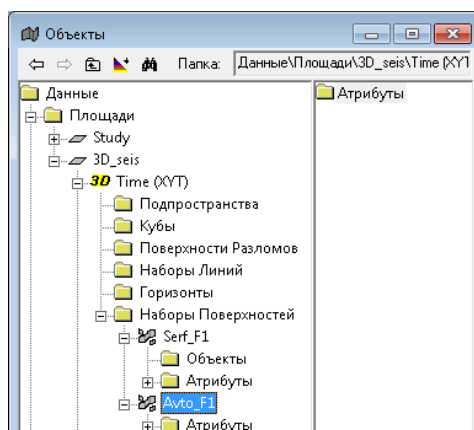 Объекты
Папка: Данные\Площади\3D_seis\Time (XYT
Данные
Площади
Study
3D_seis
3D Time (XYT)
Подпространства
Кубы
Поверхности Разломов
Наборы Линий
Горизонты
Наборы Поверхностей
Serf_F1
Объекты
Атрибуты
Avto_F1
Атрибуты
Атрибуты